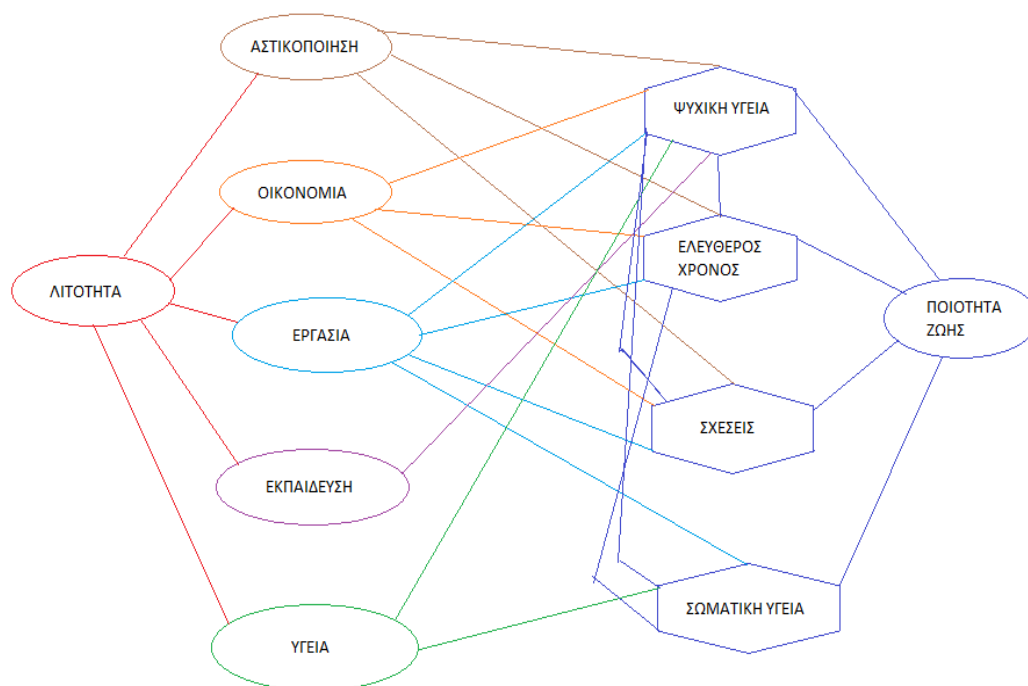 ΑΣΤΙΚΟΠΟΙΗΣΗ
ΨΥΧΙΚΗ ΥΓΕΙΑ
ΟΙΚΟΝΟΜΙΑ
ΕΛΕΥΘΕΡΟΣ
ΧΡΟΝΟΣ
ΛΙΤΟΤΗΤΑ
ΕΡΓΑΣΙΑ
ΠΟΙΟΤΗΤΑ
ΖΩΗΣ
ΣΧΕΣΕΙΣ
ΕΚΠΑΙΔΕΥΣΗ
ΥΓΕΙΑ
ΣΩΜΑΤΙΚΗ ΥΓΕΙΑ